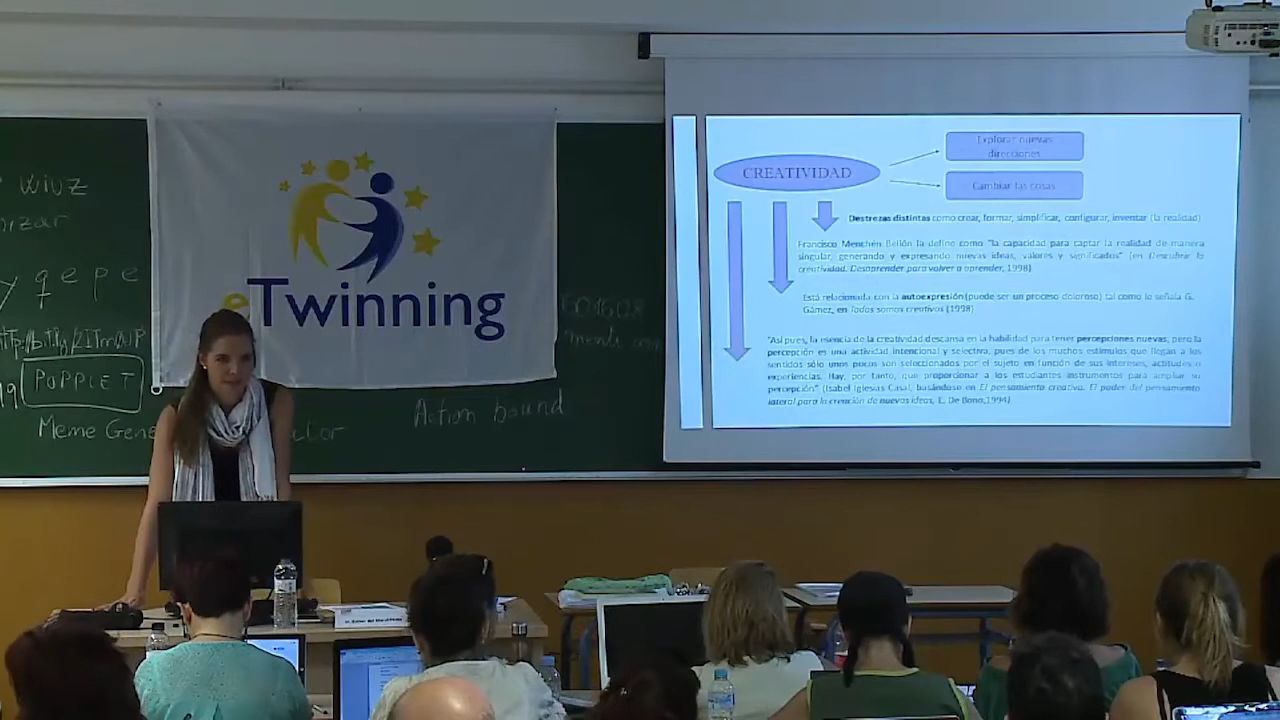 wiuz
eTwinning
POPPLET
Meme Gene
Action bound
CREATIVIDAD
Explorar nuevas
direcciones
Cambiar las cosas
Destrezas distintas como crear, formar, simplificar, configurar, inventar (la realidad)
Francisco Menchén Bellón la define como "la capacidad para captar la realidad de manera
singular, generando y expresando nuevas ideas, valores y significados" (en Descubrir la
creatividad. Desaprender para volver a aprender, 1998)
Está relacionada con la autoexpresión (puede ser un proceso doloroso) tal como lo señala G.
Gámez, en Todos somos creativos (1998)
"Así pues, la esencia de la creatividad descansa en la habilidad para tener percepciones nuevas, pero la
percepción es una actividad intencional y selectiva, pues de los muchos estímulos que llegan a los
sentidos sólo unos pocos son seleccionados por el sujeto en función de sus intereses, actitudes o
experiencias. Hay, por tanto, que proporcionar a los estudiantes instrumentos para ampliar su
percepción" (Isabel Iglesias Casal, basándose en El pensamiento creativo. El poder del pensamiento
lateral para la creación de nuevas ideas, E. De Bono,1994).